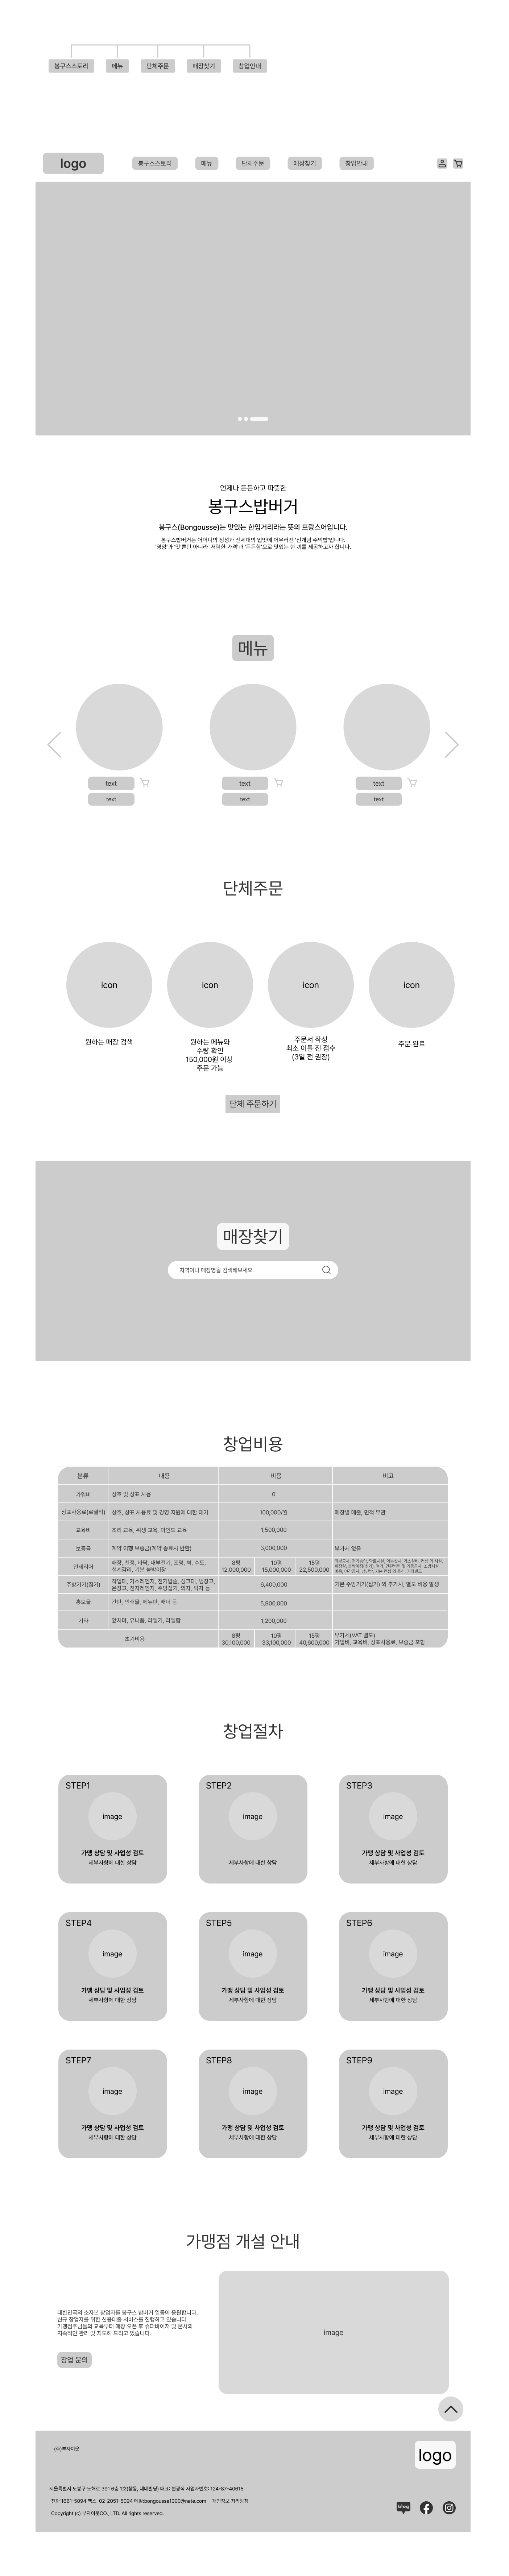 봉구스스토리 메뉴 단체주문 매장찾기 창업안내
logo 봉구스스토리 메뉴 단체주문 매장찾기 창업안내
언제나 든든하고 따뜻한
봉구스밥버거
봉구스(Bongousse)는 맛있는 한입거리라는 뜻의 프랑스어입니다.
봉구스밥버거는 어머니의 정성과 신세대의 입맛에 어우러진 '신개념 주먹밥'입니다.
'영양'과 '맛'뿐만 아니라 '저렴한 가격'과 '든든함'으로 맛있는 한 끼를 제공하고자 합니다.
메뉴
text text text
text text text
단체주문
icon icon icon icon
원하는 매장 검색
원하는 메뉴와
수량 확인
150,000원 이상
주문 가능
주문서 작성
최소 이틀 전 접수
(3일 전 권장)
주문 완료
단체 주문하기
매장찾기
지역이나 매장명을 검색해보세요
창업비용
분류 내용 비용 비고
가입비 상호 및 상표 사용 0
상표사용료(로열티) 상호, 상표 사용료 및 경영 지원에 대한 대가 100,000/월 매장별 매출, 면적 무관
교육비 조리 교육, 위생 교육, 마인드 교육 1,500,000
보증금 계약 이행 보증금(계약 종료시 반환) 3,000,000 부가세 없음
인테리어
매장, 천정, 바닥, 내부전기, 조명, 벽, 수도,
설계감리, 기본 붙박이장
8평 10평 15평
12,000,000 15,000,000 22,500,000
주방기기(집기)
작업대, 가스레인지, 전기밥솥, 싱크대, 냉장고,
온장고, 전자레인지, 주방집기, 의자, 탁자 등
6,400,000
기본 주방기기(집기) 외 추가시, 별도 비용 발생
홍보물 간판, 인쇄물, 메뉴판, 배너 등 5,900,000
기타 앞치마, 유니폼, 라벨기, 라벨함 1,200,000
초기비용
8평 10평 15평
30,100,000 33,100,000 40,600,000
부가세(VAT 별도)
가입비, 교육비, 상표사용료, 보증금 포함
창업절차
STEP1 STEP2 STEP3
image image image
가맹 상담 및 사업성 검토 가맹 상담 및 사업성 검토
세부사항에 대한 상담 세부사항에 대한 상담 세부사항에 대한 상담
STEP4 STEP5 STEP6
image image image
가맹 상담 및 사업성 검토 가맹 상담 및 사업성 검토 가맹 상담 및 사업성 검토
세부사항에 대한 상담 세부사항에 대한 상담 세부사항에 대한 상담
STEP7 STEP8 STEP9
image image image
가맹 상담 및 사업성 검토 가맹 상담 및 사업성 검토 가맹 상담 및 사업성 검토
세부사항에 대한 상담 세부사항에 대한 상담 세부사항에 대한 상담
가맹점 개설 안내
대한민국의 소자본 창업자를 봉구스 밥버거 일동이 응원합니다.
신규 창업자를 위한 신용대출 서비스를 진행하고 있습니다.
가맹점주님들의 교육부터 매장 오픈 후 슈퍼바이저 및 본사의
지속적인 관리 및 지도해 드리고 있습니다.
창업 문의
image
(주)부자이웃
logo
서울특별시 도봉구 노해로 391 6층 1호(창동, 네네빌딩) 대표: 현광식 사업자번호: 124-87-40615
전화:1661-5094 팩스: 02-2051-5094 메일:bongousse1000@nate.com 개인정보 처리방침
Copyright (c) 부자이웃CO., LTD. All rights reserved.
blog